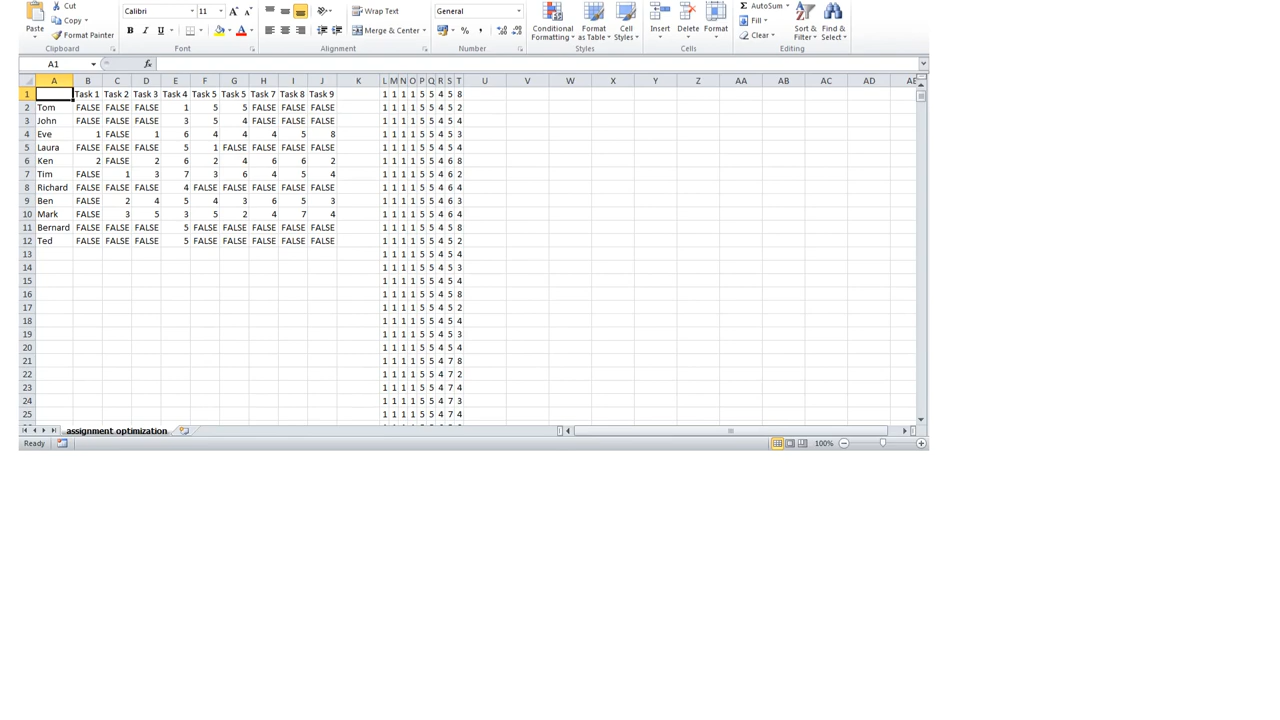 Cut
Copy
Format Painter
Paste
Clipboard
Calibri 11 A A
B I U A
Font
Wrap Text
Merge & Center
Alignment
General
% , .0 .00 .00 .0
Number
Conditional Formatting Format as Table Cell Styles
Styles
Insert Delete Format
Cells
Σ AutoSum
Fill
Clear
Sort & Filter Find & Select
Editing
A1 fx
A B C D E F G H I J K L M N O P Q R S T U V W X Y Z AA AB AC AD AE
1 Task 1 Task 2 Task 3 Task 4 Task 5 Task 5 Task 7 Task 8 Task 9 1 1 1 1 5 5 4 5 8
2 Tom FALSE FALSE FALSE 1 5 5 FALSE FALSE FALSE 1 1 1 1 5 5 4 5 2
3 John FALSE FALSE FALSE 3 5 4 FALSE FALSE FALSE 1 1 1 1 5 5 4 5 4
4 Eve 1 FALSE 1 6 4 4 4 5 8 1 1 1 1 5 5 4 5 3
5 Laura FALSE FALSE FALSE 5 1 FALSE FALSE FALSE FALSE 1 1 1 1 5 5 4 5 4
6 Ken 2 FALSE 2 6 2 4 6 6 2 1 1 1 1 5 5 4 6 8
7 Tim FALSE 1 3 7 3 6 4 5 4 1 1 1 1 5 5 4 6 2
8 Richard FALSE FALSE FALSE 4 FALSE FALSE FALSE FALSE FALSE 1 1 1 1 5 5 4 6 4
9 Ben FALSE 2 4 5 4 3 6 5 3 1 1 1 1 5 5 4 6 3
10 Mark FALSE 3 5 3 5 2 4 7 4 1 1 1 1 5 5 4 6 4
11 Bernard FALSE FALSE FALSE 5 FALSE FALSE FALSE FALSE FALSE 1 1 1 1 5 5 4 5 8
12 Ted FALSE FALSE FALSE 5 FALSE FALSE FALSE FALSE FALSE 1 1 1 1 5 5 4 5 2
13 1 1 1 1 5 5 4 5 4
14 1 1 1 1 5 5 4 5 3
15 1 1 1 1 5 5 4 5 4
16 1 1 1 1 5 5 4 5 8
17 1 1 1 1 5 5 4 5 2
18 1 1 1 1 5 5 4 5 4
19 1 1 1 1 5 5 4 5 3
20 1 1 1 1 5 5 4 5 4
21 1 1 1 1 5 5 4 7 8
22 1 1 1 1 5 5 4 7 2
23 1 1 1 1 5 5 4 7 4
24 1 1 1 1 5 5 4 7 3
25 1 1 1 1 5 5 4 7 4
assignment optimization
Ready 100%